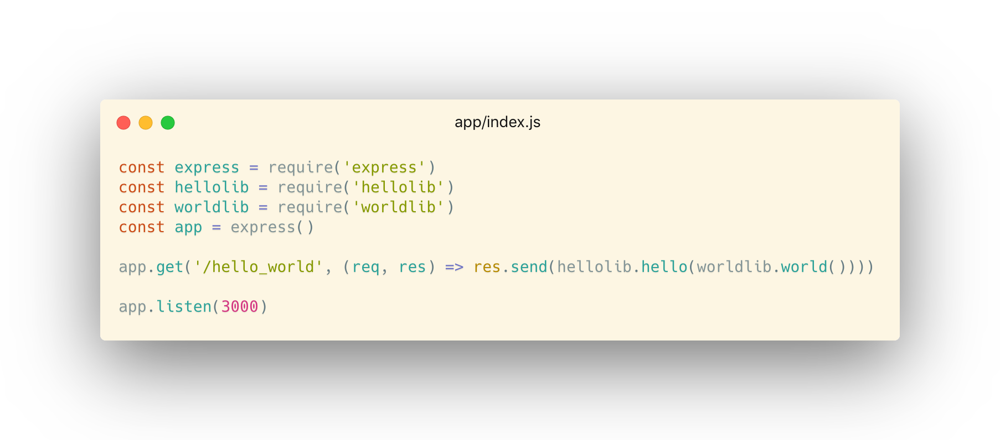 app/index.js
const express = require('express')
const hellolib = require('hellolib')
const worldlib = require('worldlib')
const app = express()
app.get('/hello_world', (req, res) => res.send(hellolib.hello(worldlib.world())))
app.listen(3000)